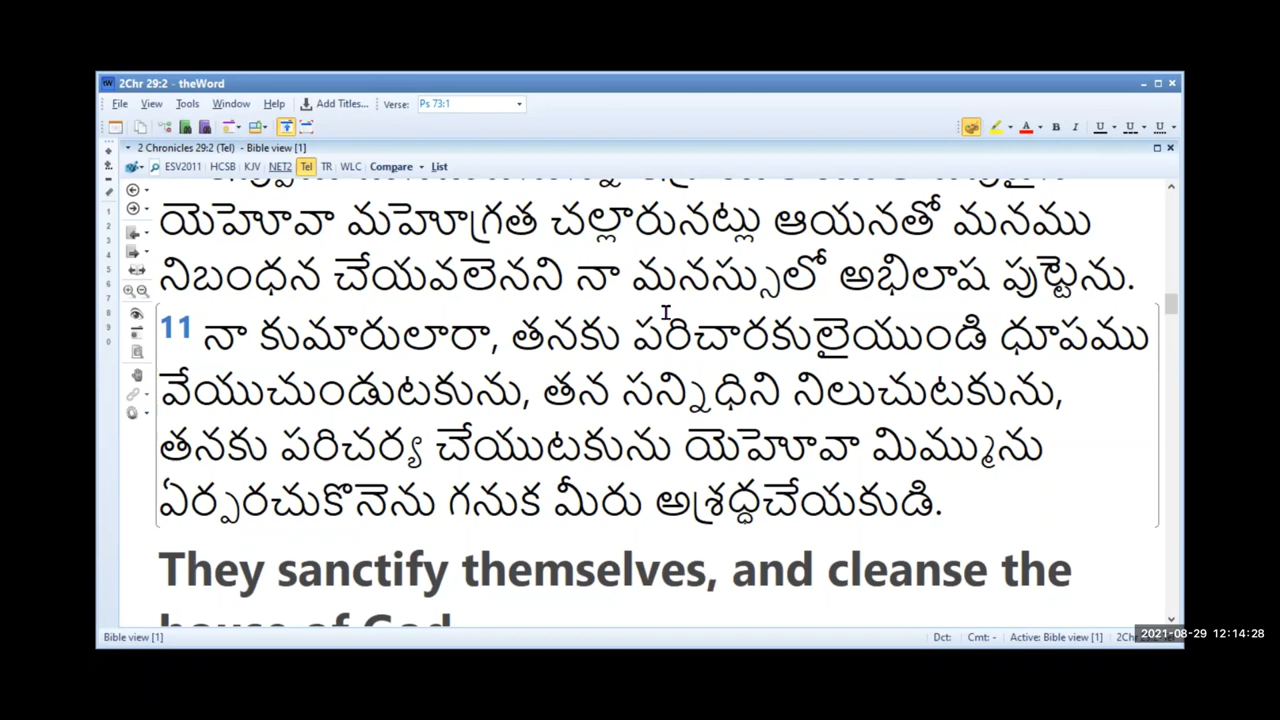 2Chr 29:2 - theWord
File View Tools Window Help Add Titles... Verse: Ps 73:1
2 Chronicles 29:2 (Tel) - Bible view [1]
ESV2011 HCSB KJV NET2 Tel TR WLC Compare List
యెహోవా మహోగ్రత చల్లారునట్లు ఆయనతో మనము
నిబంధన చేయవలెనని నా మనస్సులో అభిలాష పుట్టెను.
11 నా కుమారులారా, తనకు పరిచారకులైయుండి ధూపము
వేయుచుండుటకును, తన సన్నిధిని నిలుచుటకును,
తనకు పరిచర్య చేయుటకును యెహోవా మిమ్మును
ఏర్పరచుకొనెను గనుక మీరు అశ్రద్ధచేయకుడి.
They sanctify themselves, and cleanse the
house of God
Bible view [1] Dct: Cmt: - Active: Bible view [1]
2021-08-29 12:14:28